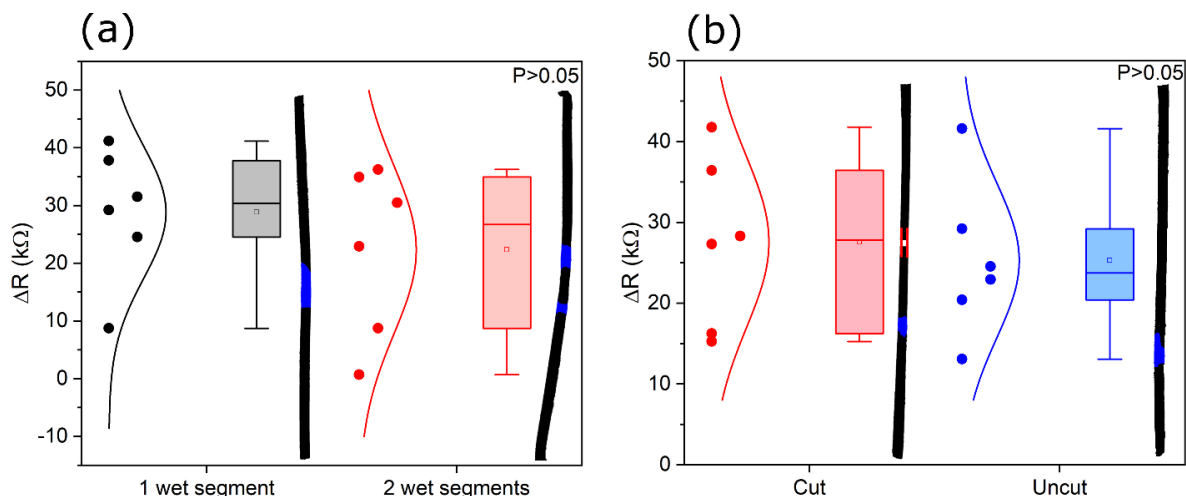 (a)
P>0.05
50
40
30
20
10
0
-10
ΔR (kΩ)
1 wet segment
2 wet segments
(b)
P>0.05
50
40
30
20
10
0
ΔR (kΩ)
Cut
Uncut